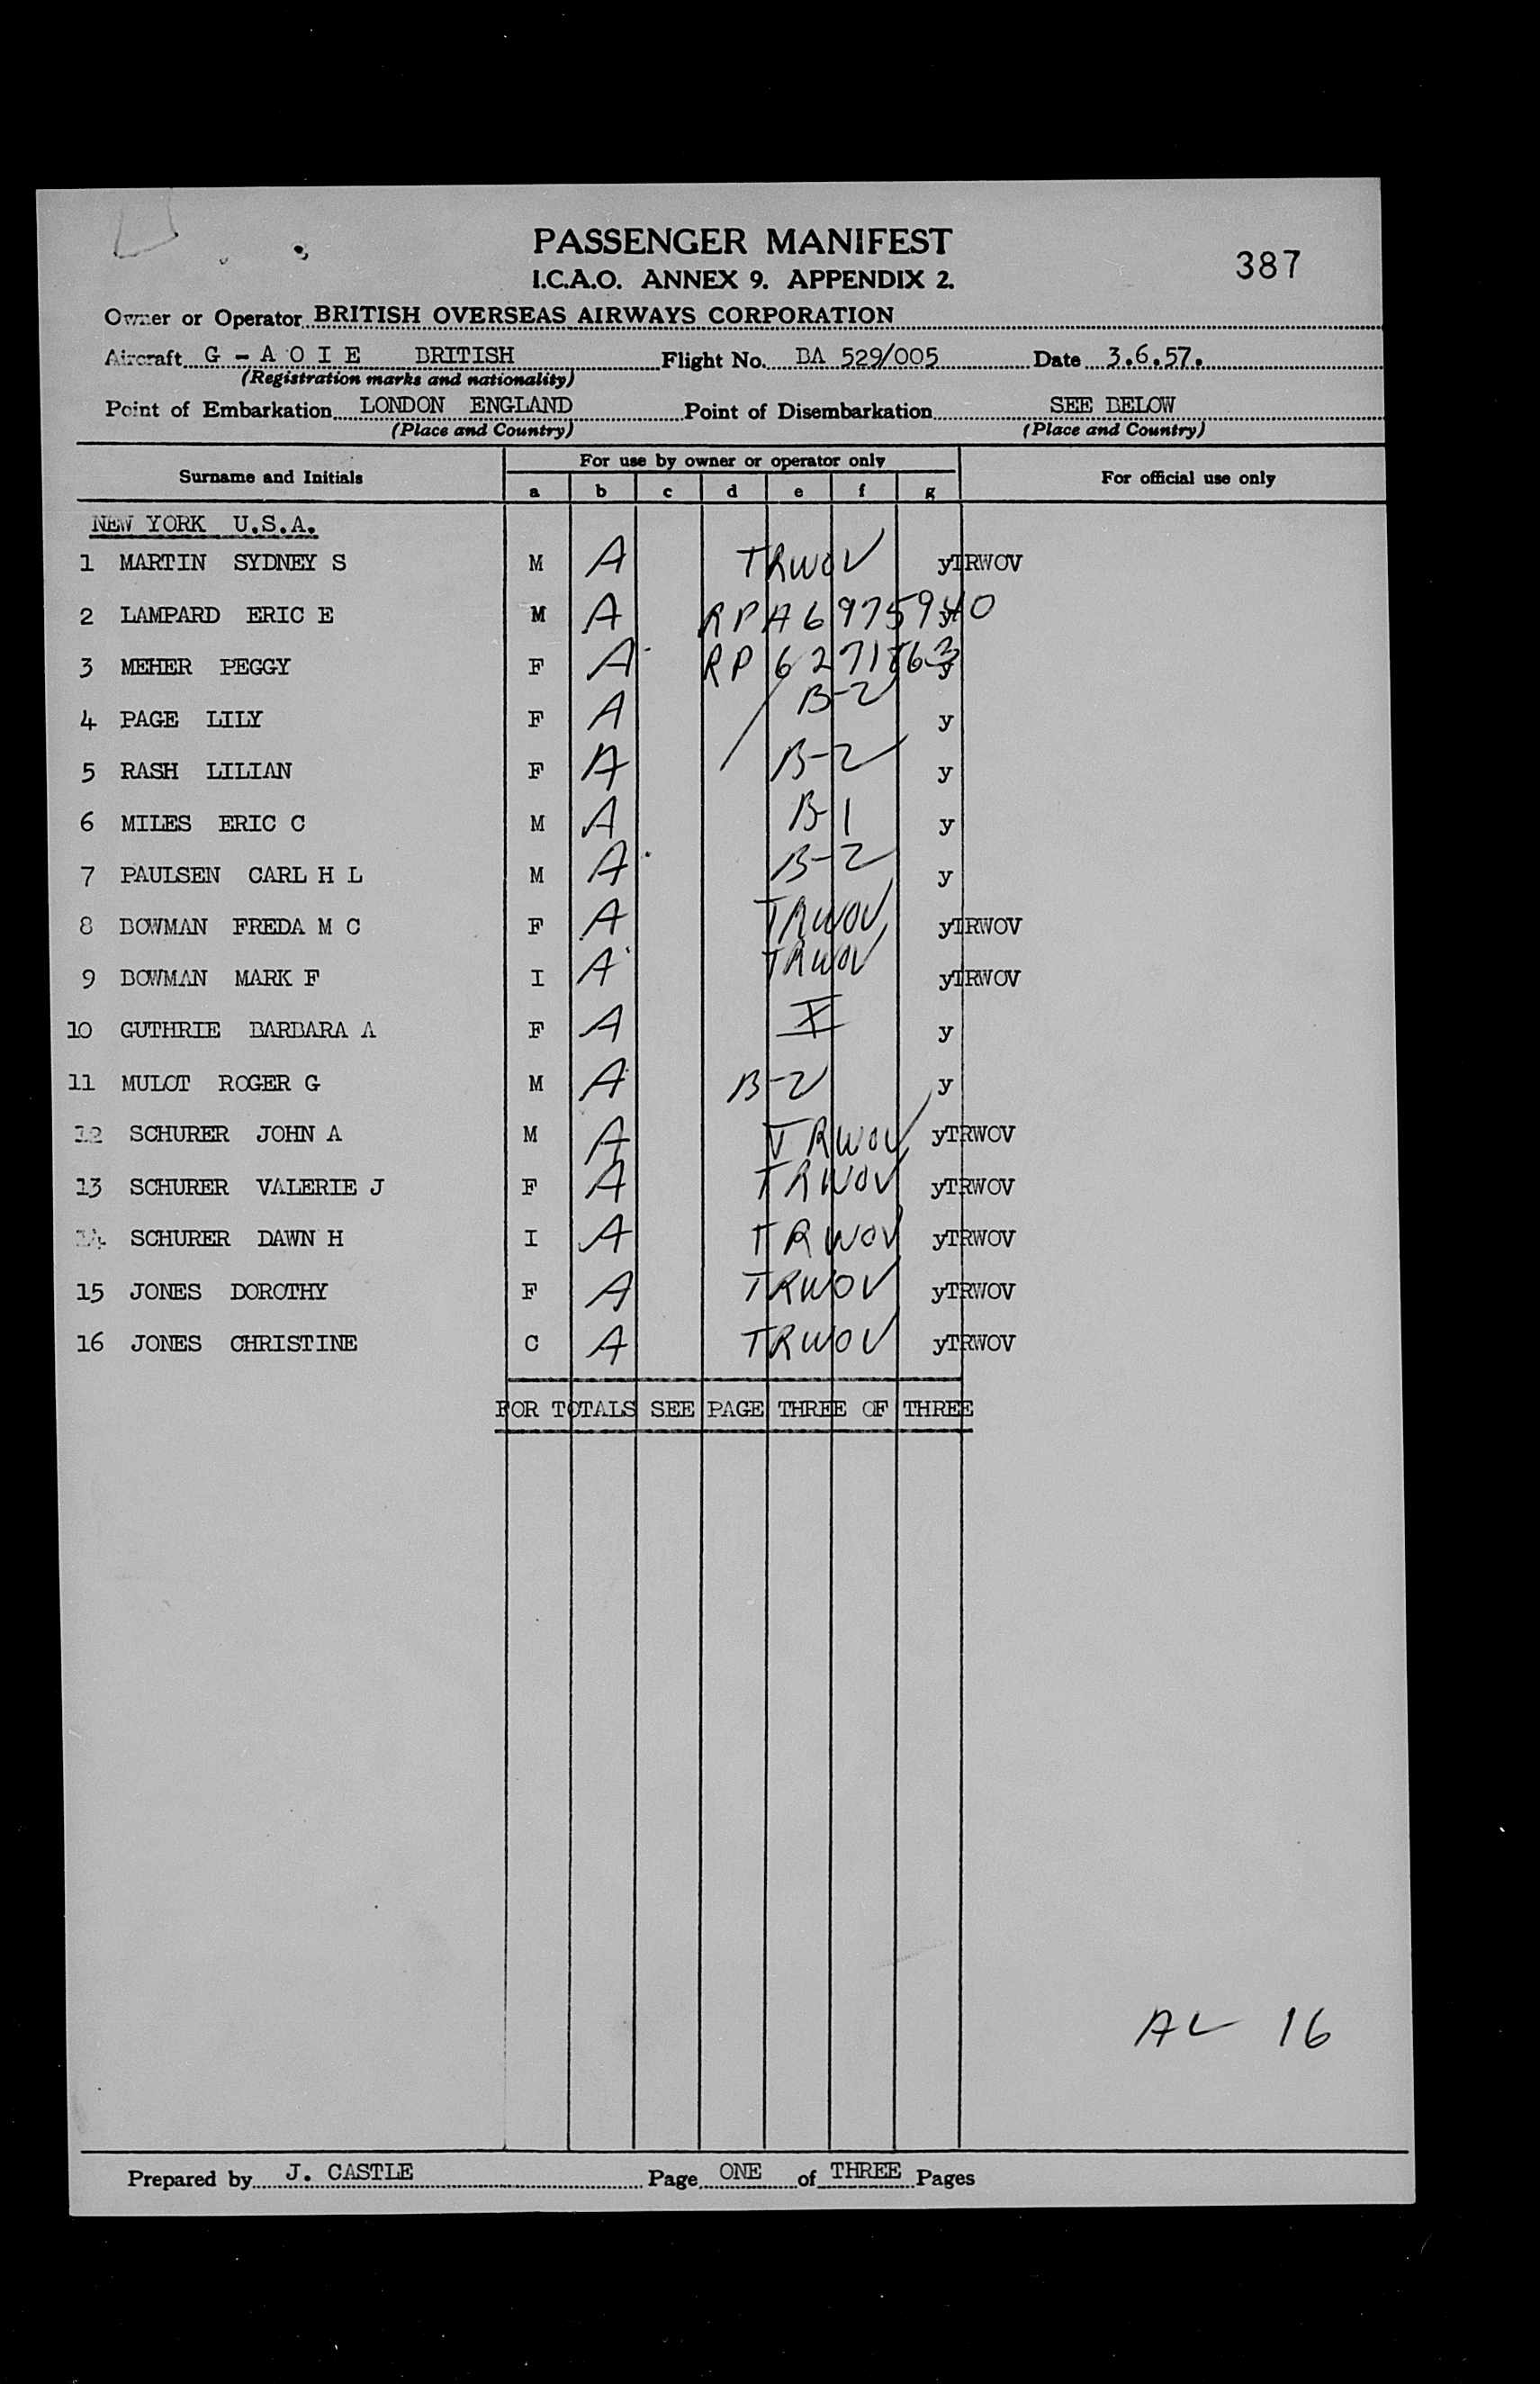 PASSENGER MANIFEST
387
I.C.A.O. ANNEX 9. APPENDIX 2.
Owner or Operator BRITISH OVERSEAS AIRWAYS CORPORATION
Aircraft G - A O I E BRITISH Flight No. BA 529/005 Date 3.6.57.
(Registration marks and nationality)
Point of Embarkation LONDON ENGLAND Point of Disembarkation SEE BELOW
(Place and Country) (Place and Country)
For use by owner or operator only
Surname and Initials For official use only
a b c d e f g
NEW YORK U.S.A.
1 MARTIN SYDNEY S M A TRWOV yTRWOV
2 LAMPARD ERIC E M A RP A6975940 y
3 MEHER PEGGY F A RP 6271863 y
4 PAGE LILY F A B-2 y
5 RASH LILIAN F A B-2 y
6 MILES ERIC C M A B1 y
7 PAULSEN CARL H L M A B-2 y
8 BOWMAN FREDA M C F A TRWOV yTRWOV
9 BOWMAN MARK F I A TRWOV yTRWOV
10 GUTHRIE BARBARA A F A X y
11 MULOT ROGER G M A B-2 y
12 SCHURER JOHN A M A TRWOV yTRWOV
13 SCHURER VALERIE J F A TRWOV yTRWOV
14 SCHURER DAWN H I A TRWOV yTRWOV
15 JONES DOROTHY F A TRWOV yTRWOV
16 JONES CHRISTINE C A TRWOV yTRWOV
FOR TOTALS SEE PAGE THREE OF THREE
AL 16
Prepared by J. CASTLE Page ONE of THREE Pages